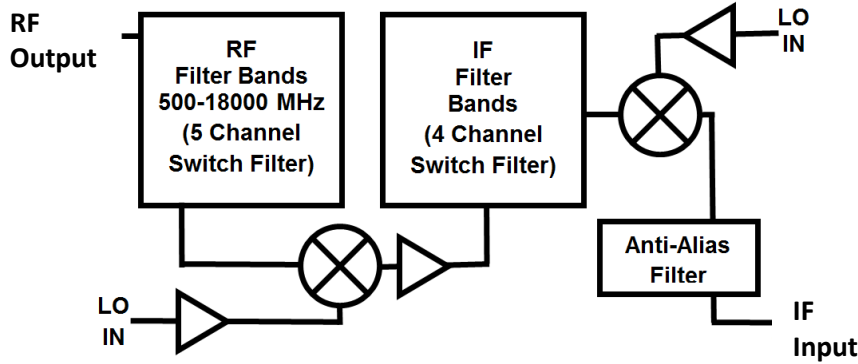 RF
Output
RF
Filter Bands
500-18000 MHz
(5 Channel
Switch Filter)
IF
Filter
Bands
(4 Channel
Switch Filter)
LO
IN
Anti-Alias
Filter
LO
IN
IF
Input